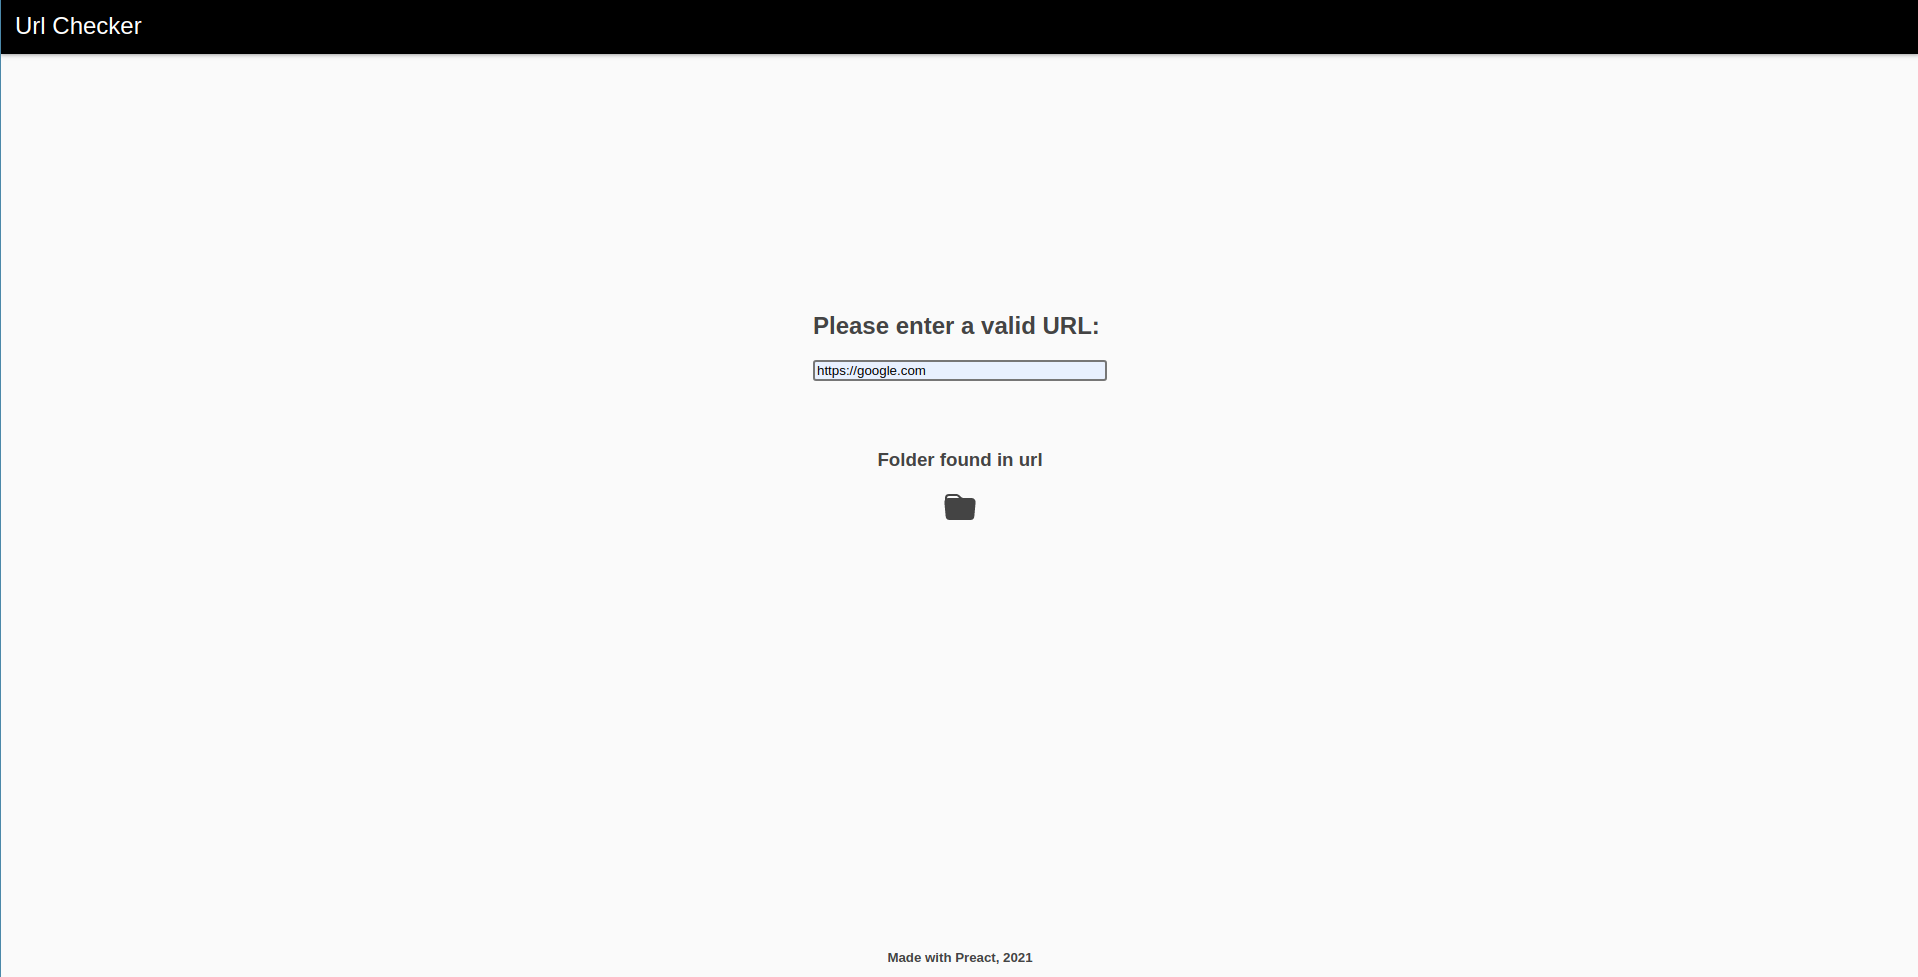 Url Checker
Please enter a valid URL:
https://google.com
Folder found in url
Made with Preact, 2021